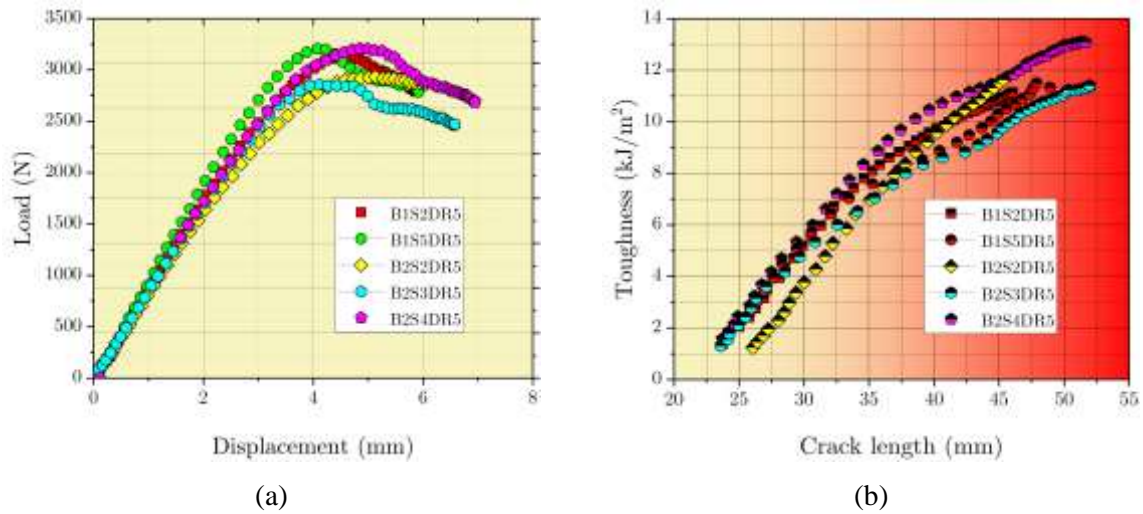 3500
3000
2500
2000
1500
1000
500
0
0 2 4 6 8
Load (N)
Displacement (mm)
B1S2DR5
B1S5DR5
B2S2DR5
B2S3DR5
B2S4DR5
(a)
14
12
10
8
6
4
2
0
20 25 30 35 40 45 50 55
Toughness (kJ/m²)
Crack length (mm)
B1S2DR5
B1S5DR5
B2S2DR5
B2S3DR5
B2S4DR5
(b)